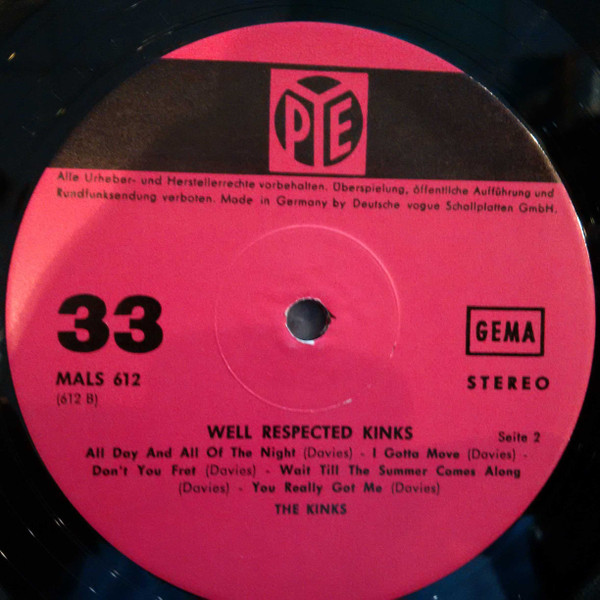 PYE
Alle Urheber- und Herstellerrechte vorbehalten. Überspielung, öffentliche Aufführung und
Rundfunksendung verboten. Made in Germany by Deutsche vogue Schallplatten GmbH.
33
GEMA
MALS 612
STEREO
(612 B)
WELL RESPECTED KINKS
Seite 2
All Day And All Of The Night (Davies) - I Gotta Move (Davies) -
Don't You Fret (Davies) - Wait Till The Summer Comes Along
(Davies) - You Really Got Me (Davies)
THE KINKS